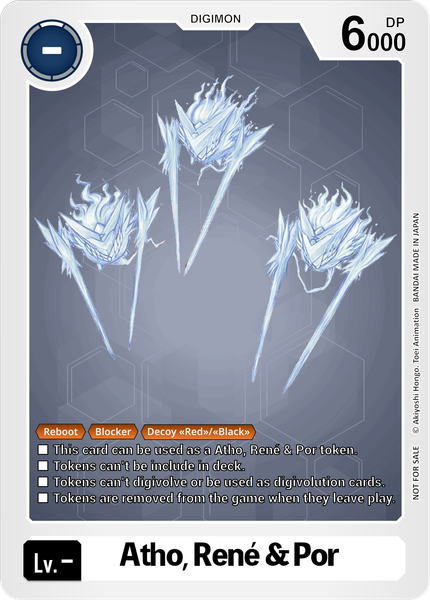 DIGIMON
-
DP
6000
Reboot Blocker Decoy «Red»/«Black»
This card can be used as a Atho, René & Por token.
Tokens can't be include in deck.
Tokens can't digivolve or be used as digivolution cards.
Tokens are removed from the game when they leave play.
NOT FOR SALE © Akiyoshi Hongo. Toei Animation BANDAI MADE IN JAPAN
Lv.-
Atho, René & Por